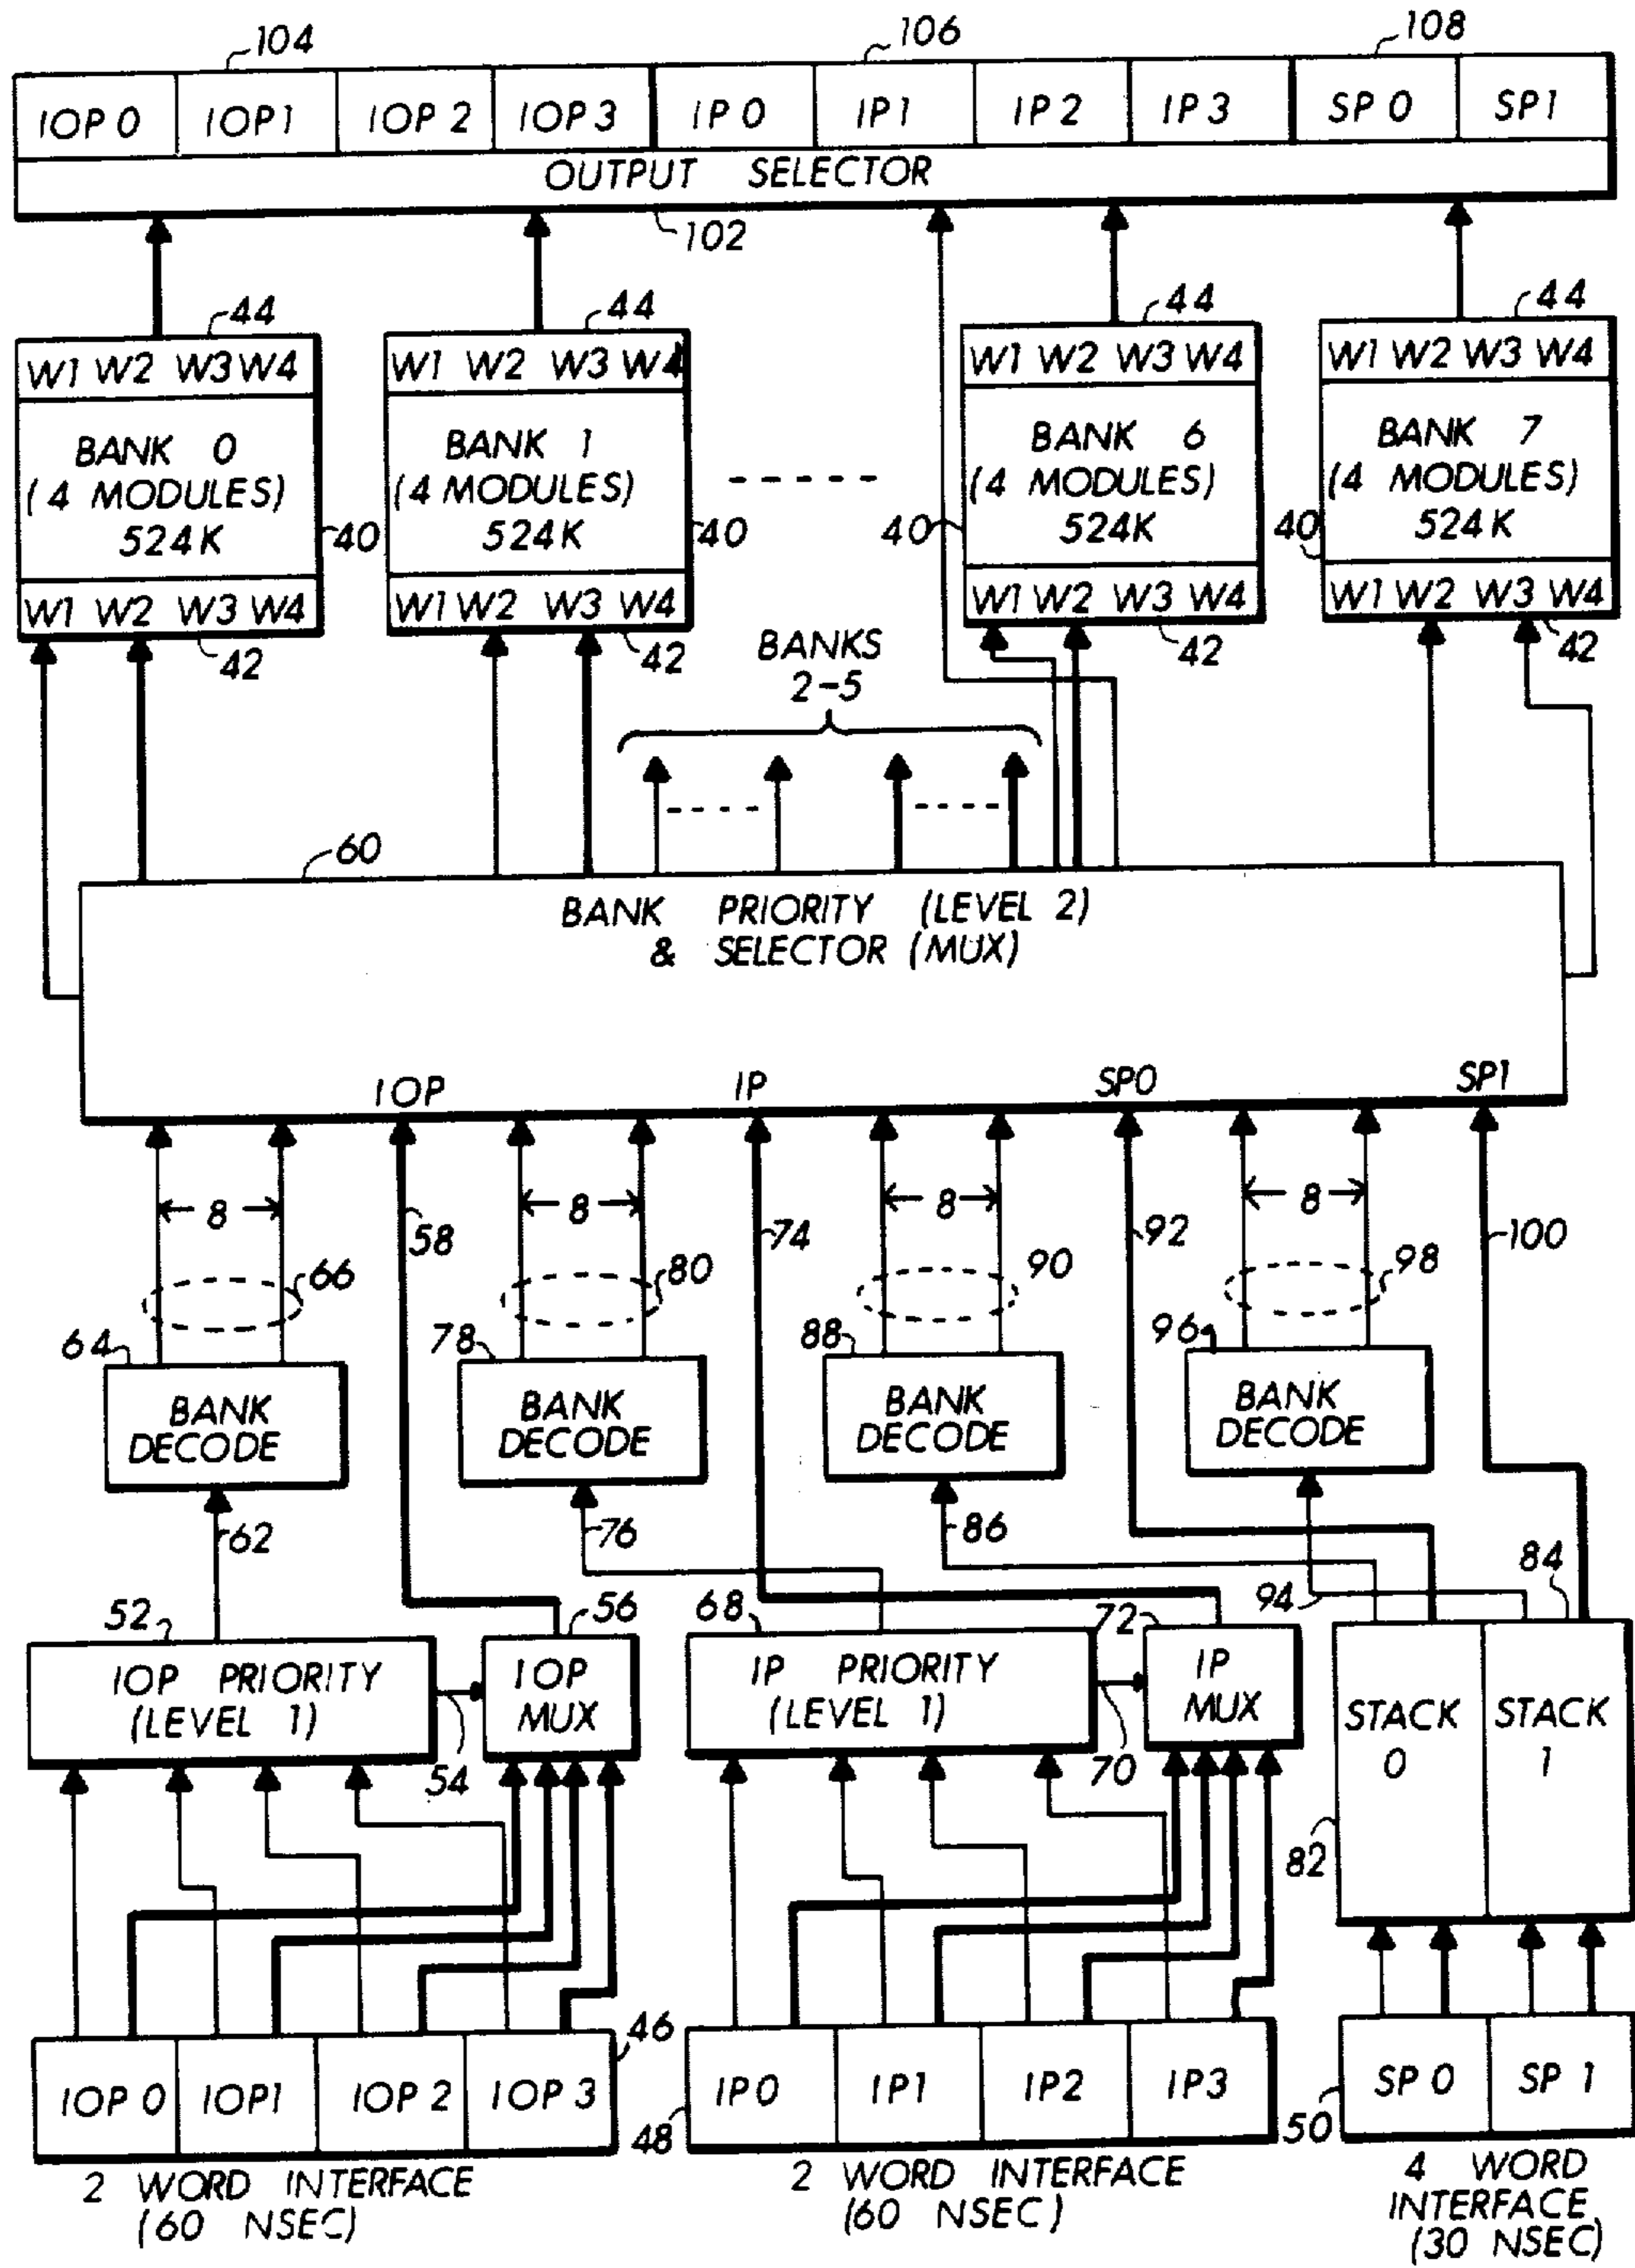 104
106
108
IOP 0
IOP1
IOP 2
IOP 3
IP 0
IP1
IP 2
IP 3
SP 0
SP1
OUTPUT SELECTOR
102
44
44
44
44
W1 W2 W3 W4
W1 W2 W3 W4
W1 W2 W3 W4
W1 W2 W3 W4
BANK 0
(4 MODULES)
524K
BANK 1
(4 MODULES)
524K
BANK 6
(4 MODULES)
524K
BANK 7
(4 MODULES)
524K
40
40
40
40
W1 W2 W3 W4
W1 W2 W3 W4
W1 W2 W3 W4
W1 W2 W3 W4
42
42
42
42
BANKS
2-5
60
BANK PRIORITY (LEVEL 2)
& SELECTOR (MUX)
IOP
IP
SP0
SP1
8
8
8
8
58
74
92
100
66
80
90
98
64
78
88
96
BANK
DECODE
BANK
DECODE
BANK
DECODE
BANK
DECODE
62
76
86
94
84
52
56
68
72
IOP PRIORITY
(LEVEL 1)
IOP
MUX
IP PRIORITY
(LEVEL 1)
IP
MUX
STACK
0
STACK
1
54
70
82
46
48
50
IOP 0
IOP1
IOP 2
IOP 3
IP0
IP1
IP2
IP3
SP 0
SP 1
2 WORD INTERFACE
(60 NSEC)
2 WORD INTERFACE
(60 NSEC)
4 WORD
INTERFACE
(30 NSEC)